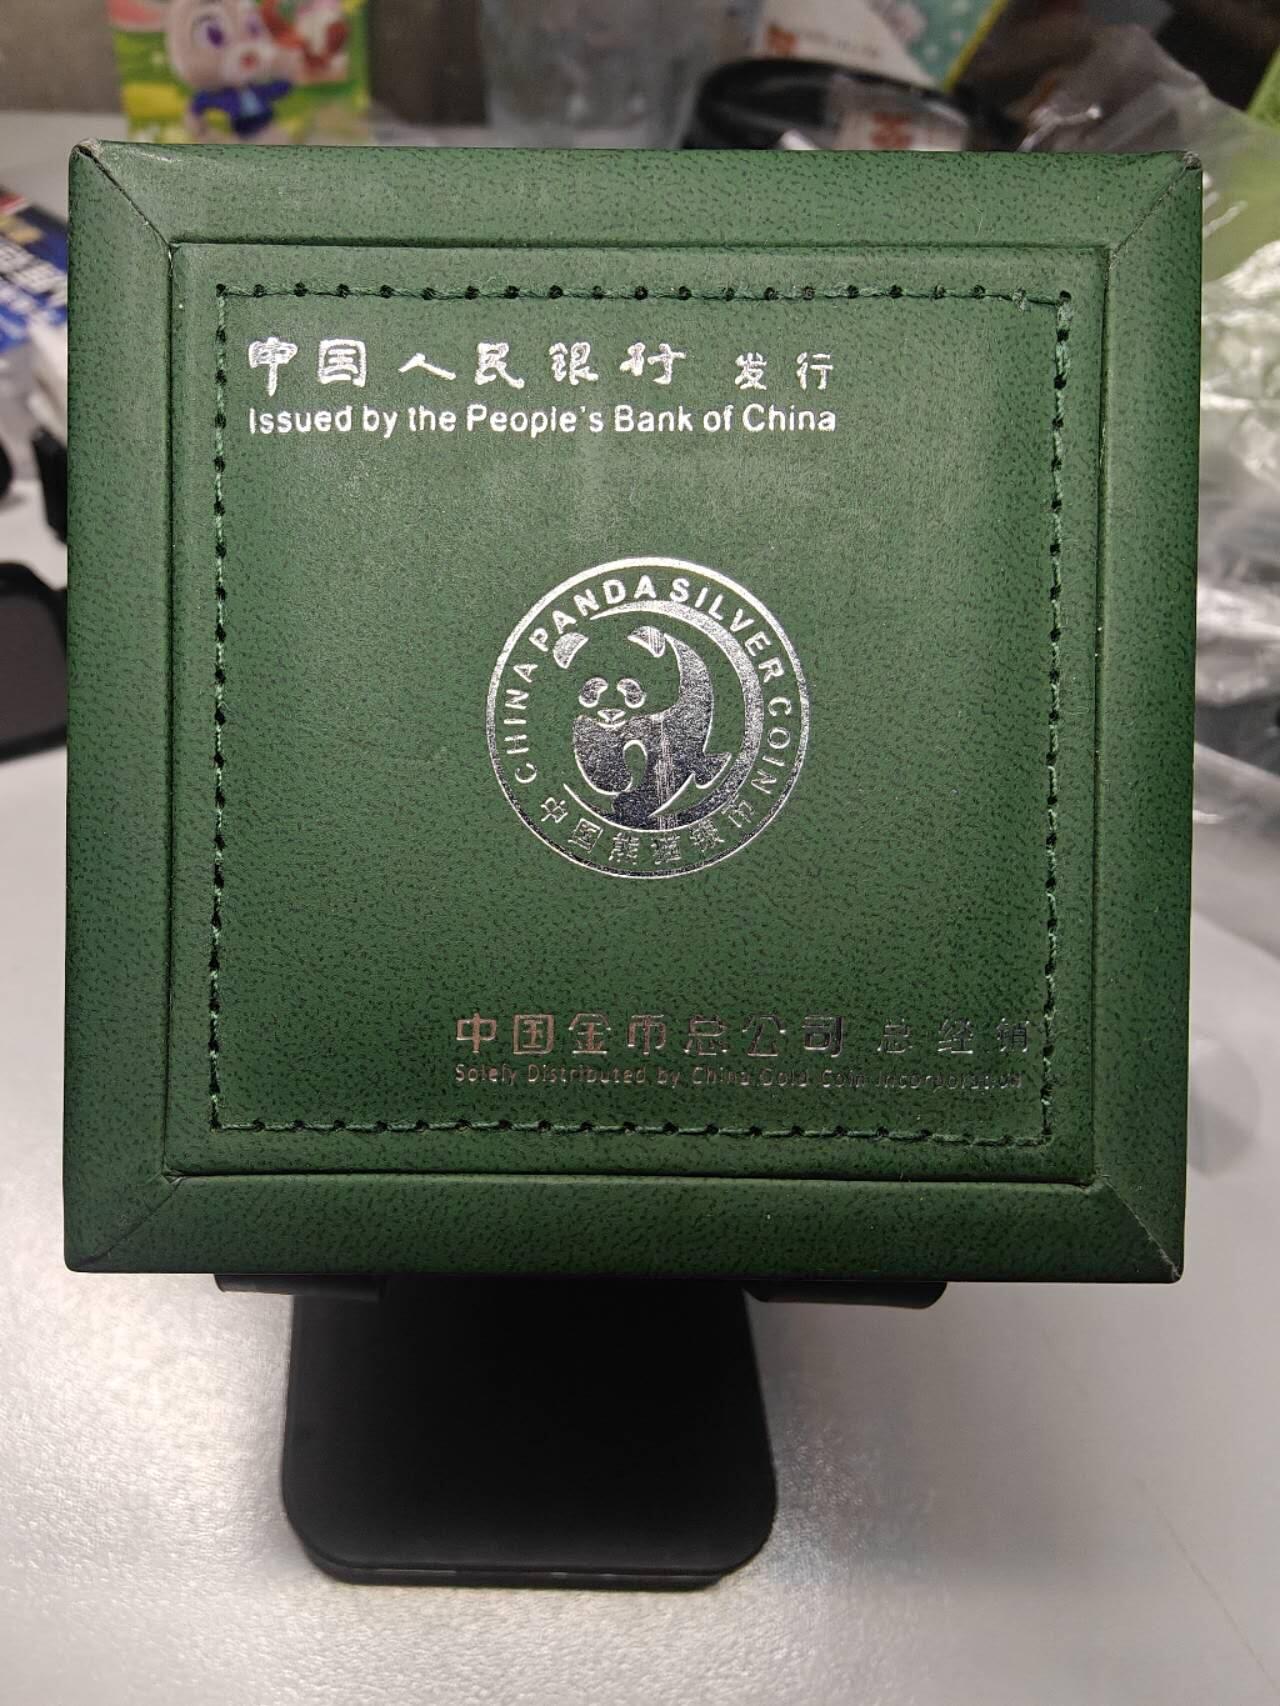 中国人民银行 发行
Issued by the People's Bank of China
CHINA PANDA SILVER COIN
中国熊猫银币
中国金币总公司 总经销
Solely Distributed by China Gold Coin Incorporation